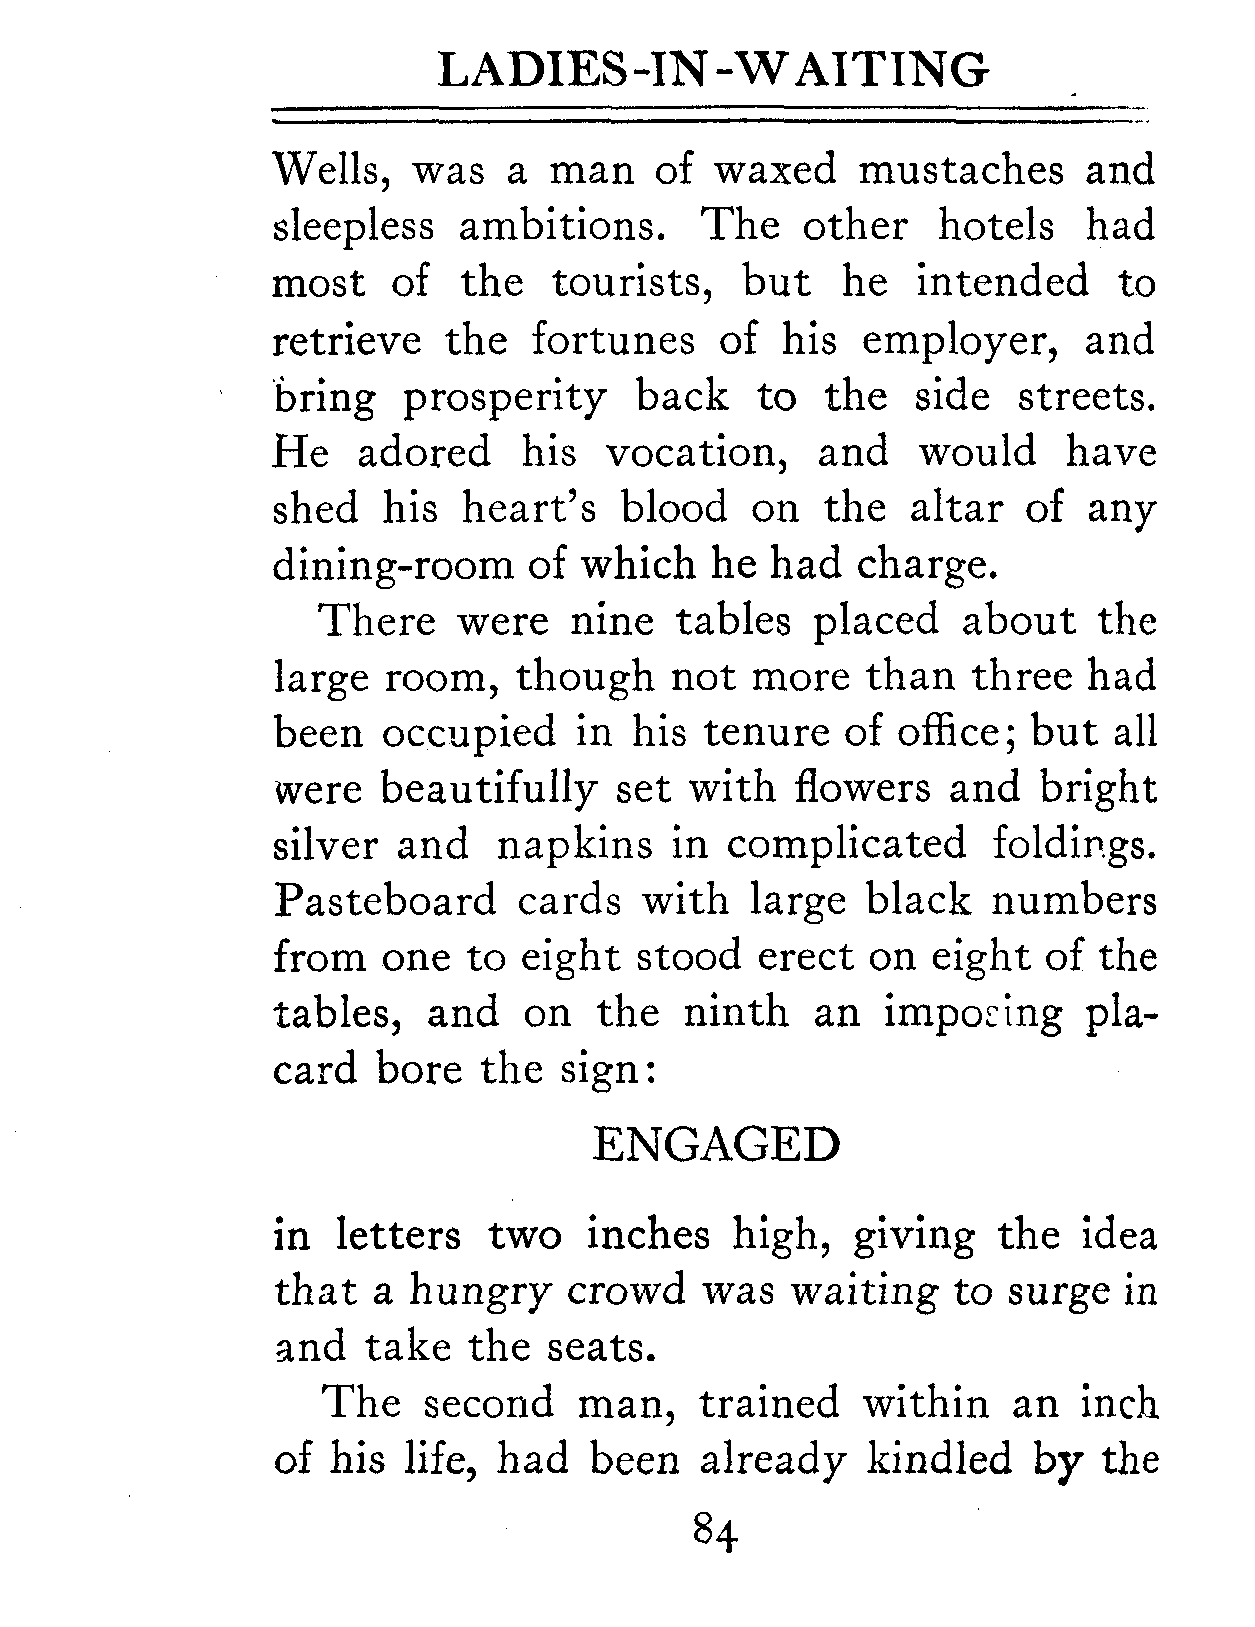 LADIES-IN-WAITING
Wells, was a man of waxed mustaches and
sleepless ambitions. The other hotels had
most of the tourists, but he intended to
retrieve the fortunes of his employer, and
bring prosperity back to the side streets.
He adored his vocation, and would have
shed his heart's blood on the altar of any
dining-room of which he had charge.
There were nine tables placed about the
large room, though not more than three had
been occupied in his tenure of office; but all
were beautifully set with flowers and bright
silver and napkins in complicated foldings.
Pasteboard cards with large black numbers
from one to eight stood erect on eight of the
tables, and on the ninth an imposing pla-
card bore the sign:
ENGAGED
in letters two inches high, giving the idea
that a hungry crowd was waiting to surge in
and take the seats.
The second man, trained within an inch
of his life, had been already kindled by the
84